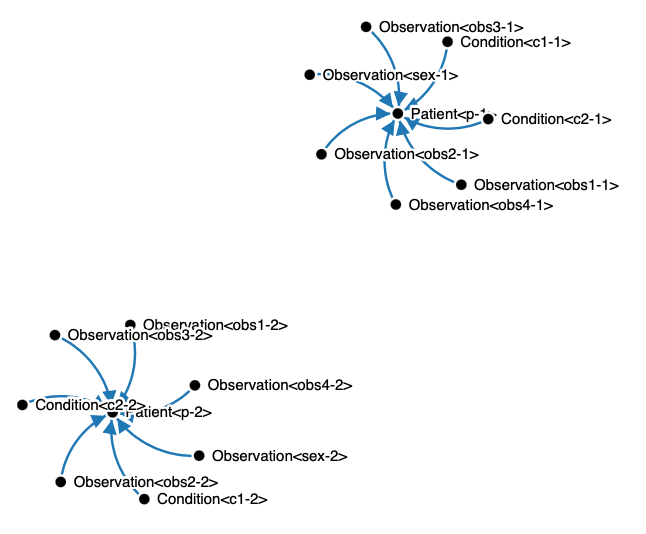 Observation<obs3-1>
Condition<c1-1>
Observation<sex-1>
Patient<p-1>
Condition<c2-1>
Observation<obs2-1>
Observation<obs1-1>
Observation<obs4-1>
Observation<obs1-2>
Observation<obs3-2>
Observation<obs4-2>
Condition<c2-2>
Patient<p-2>
Observation<sex-2>
Observation<obs2-2>
Condition<c1-2>